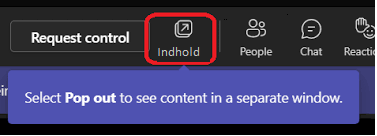 Request control
Indhold
People
Chat
Reactio
Select Pop out to see content in a separate window.